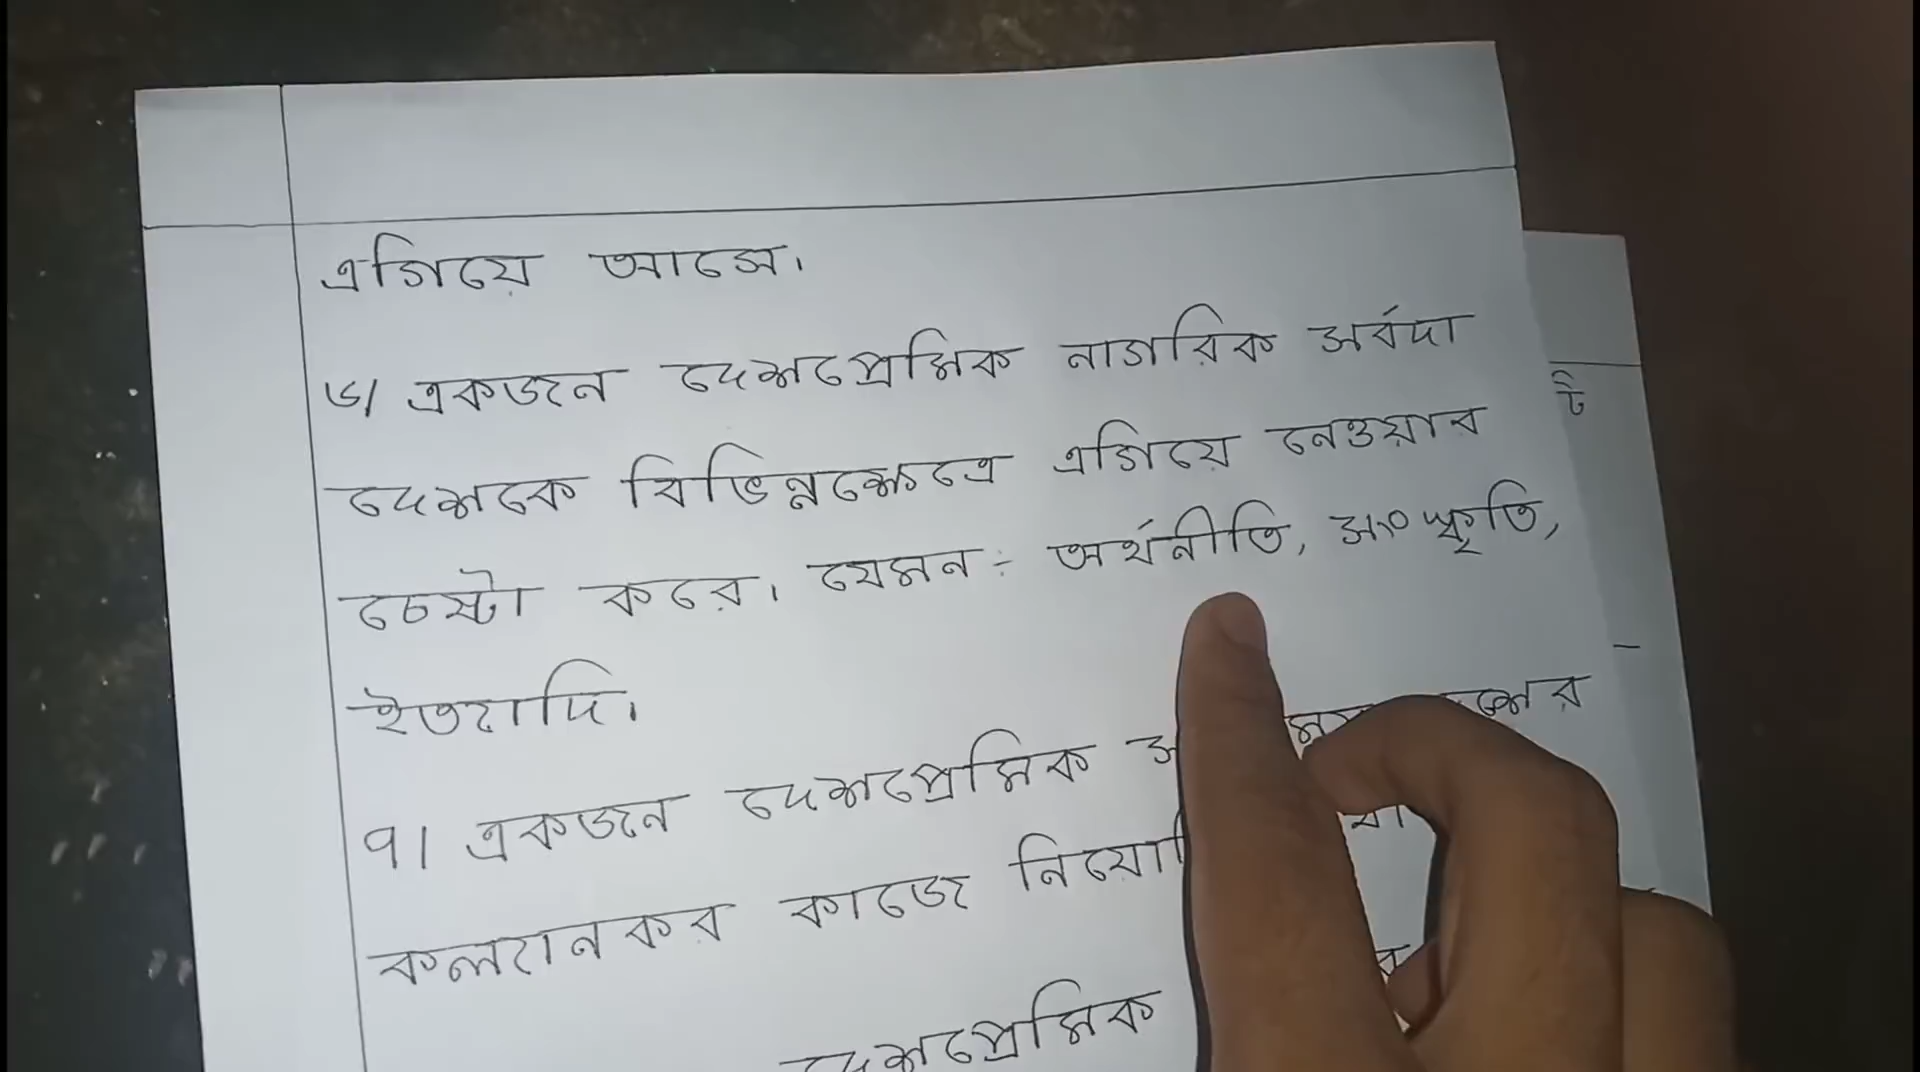 এগিয়ে আসে।
৬। একজন দেশপ্রেমিক নাগরিক সর্বদা
দেশকে বিভিন্নক্ষেত্রে এগিয়ে নেওয়ার
চেষ্টা করে। যেমন: অর্থনীতি, সংস্কৃতি,
ইত্যাদি।
৭। একজন দেশপ্রেমিক
কল্যানকর কাজে
দেশপ্রেমিক